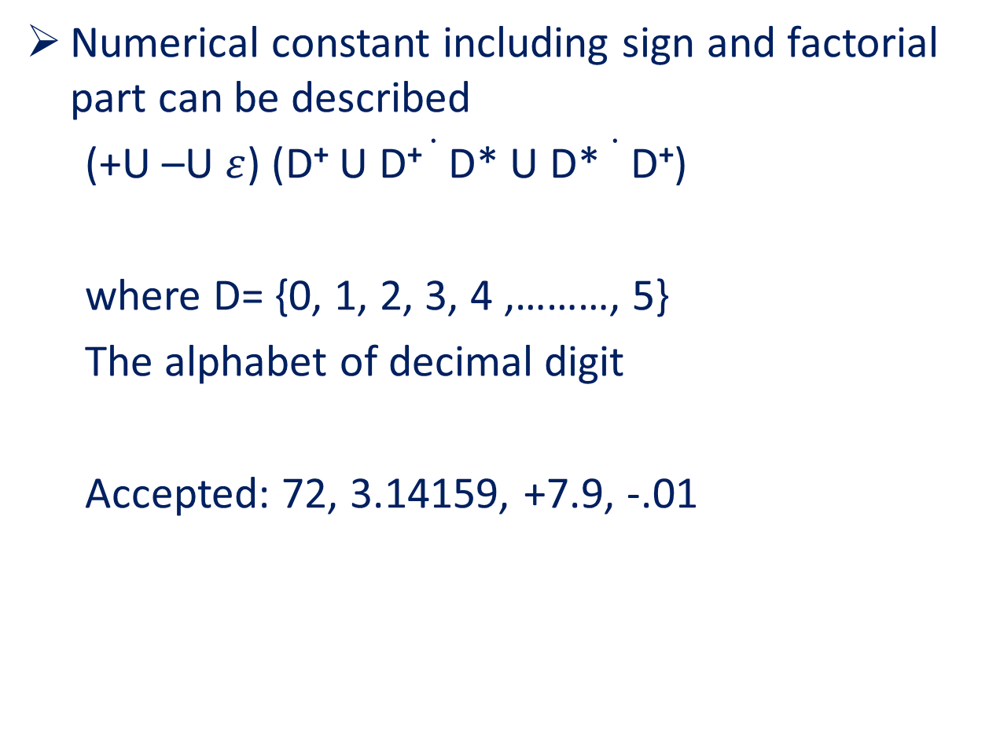 ➢ Numerical constant including sign and factorial
part can be described
(+U –U ε) (D⁺ U D⁺ ˙ D* U D* ˙ D⁺)
where D= {0, 1, 2, 3, 4 ,………, 5}
The alphabet of decimal digit
Accepted: 72, 3.14159, +7.9, -.01